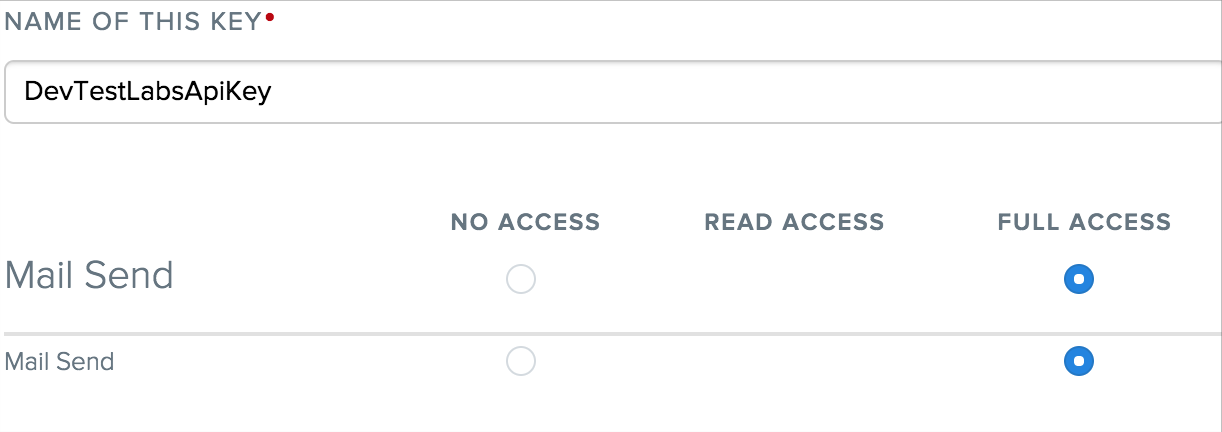 NAME OF THIS KEY
DevTestLabsApiKey
NO ACCESS READ ACCESS FULL ACCESS
Mail Send
Mail Send